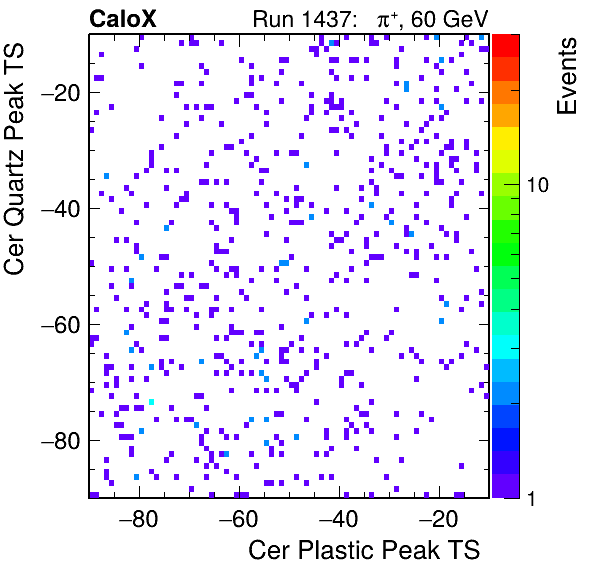 CaloX Run 1437: π⁺, 60 GeV
Events
Cer Quartz Peak TS
−20
−40
−60
−80
10
1
−80 −60 −40 −20
Cer Plastic Peak TS